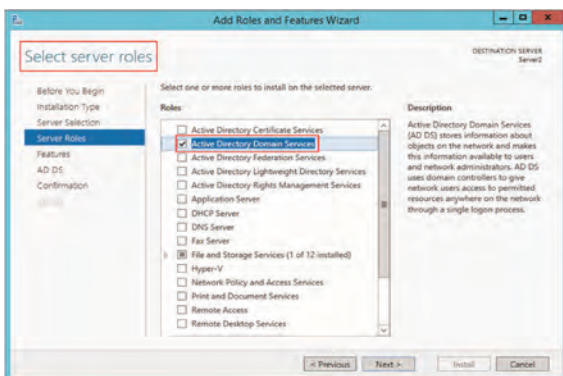 Add Roles and Features Wizard
Select server roles
DESTINATION SERVER
Server2
Before You Begin
Installation Type
Server Selection
Server Roles
Features
AD DS
Confirmation
Select one or more roles to install on the selected server.
Roles
Active Directory Certificate Services
Active Directory Domain Services
Active Directory Federation Services
Active Directory Lightweight Directory Services
Active Directory Rights Management Services
Application Server
DHCP Server
DNS Server
Fax Server
File and Storage Services (1 of 12 installed)
Hyper-V
Network Policy and Access Services
Print and Document Services
Remote Access
Remote Desktop Services
Description
Active Directory Domain Services
(AD DS) stores information about
objects on the network and makes
this information available to users
and network administrators. AD DS
uses domain controllers to give
network users access to permitted
resources anywhere on the network
through a single logon process.
< Previous
Next >
Install
Cancel